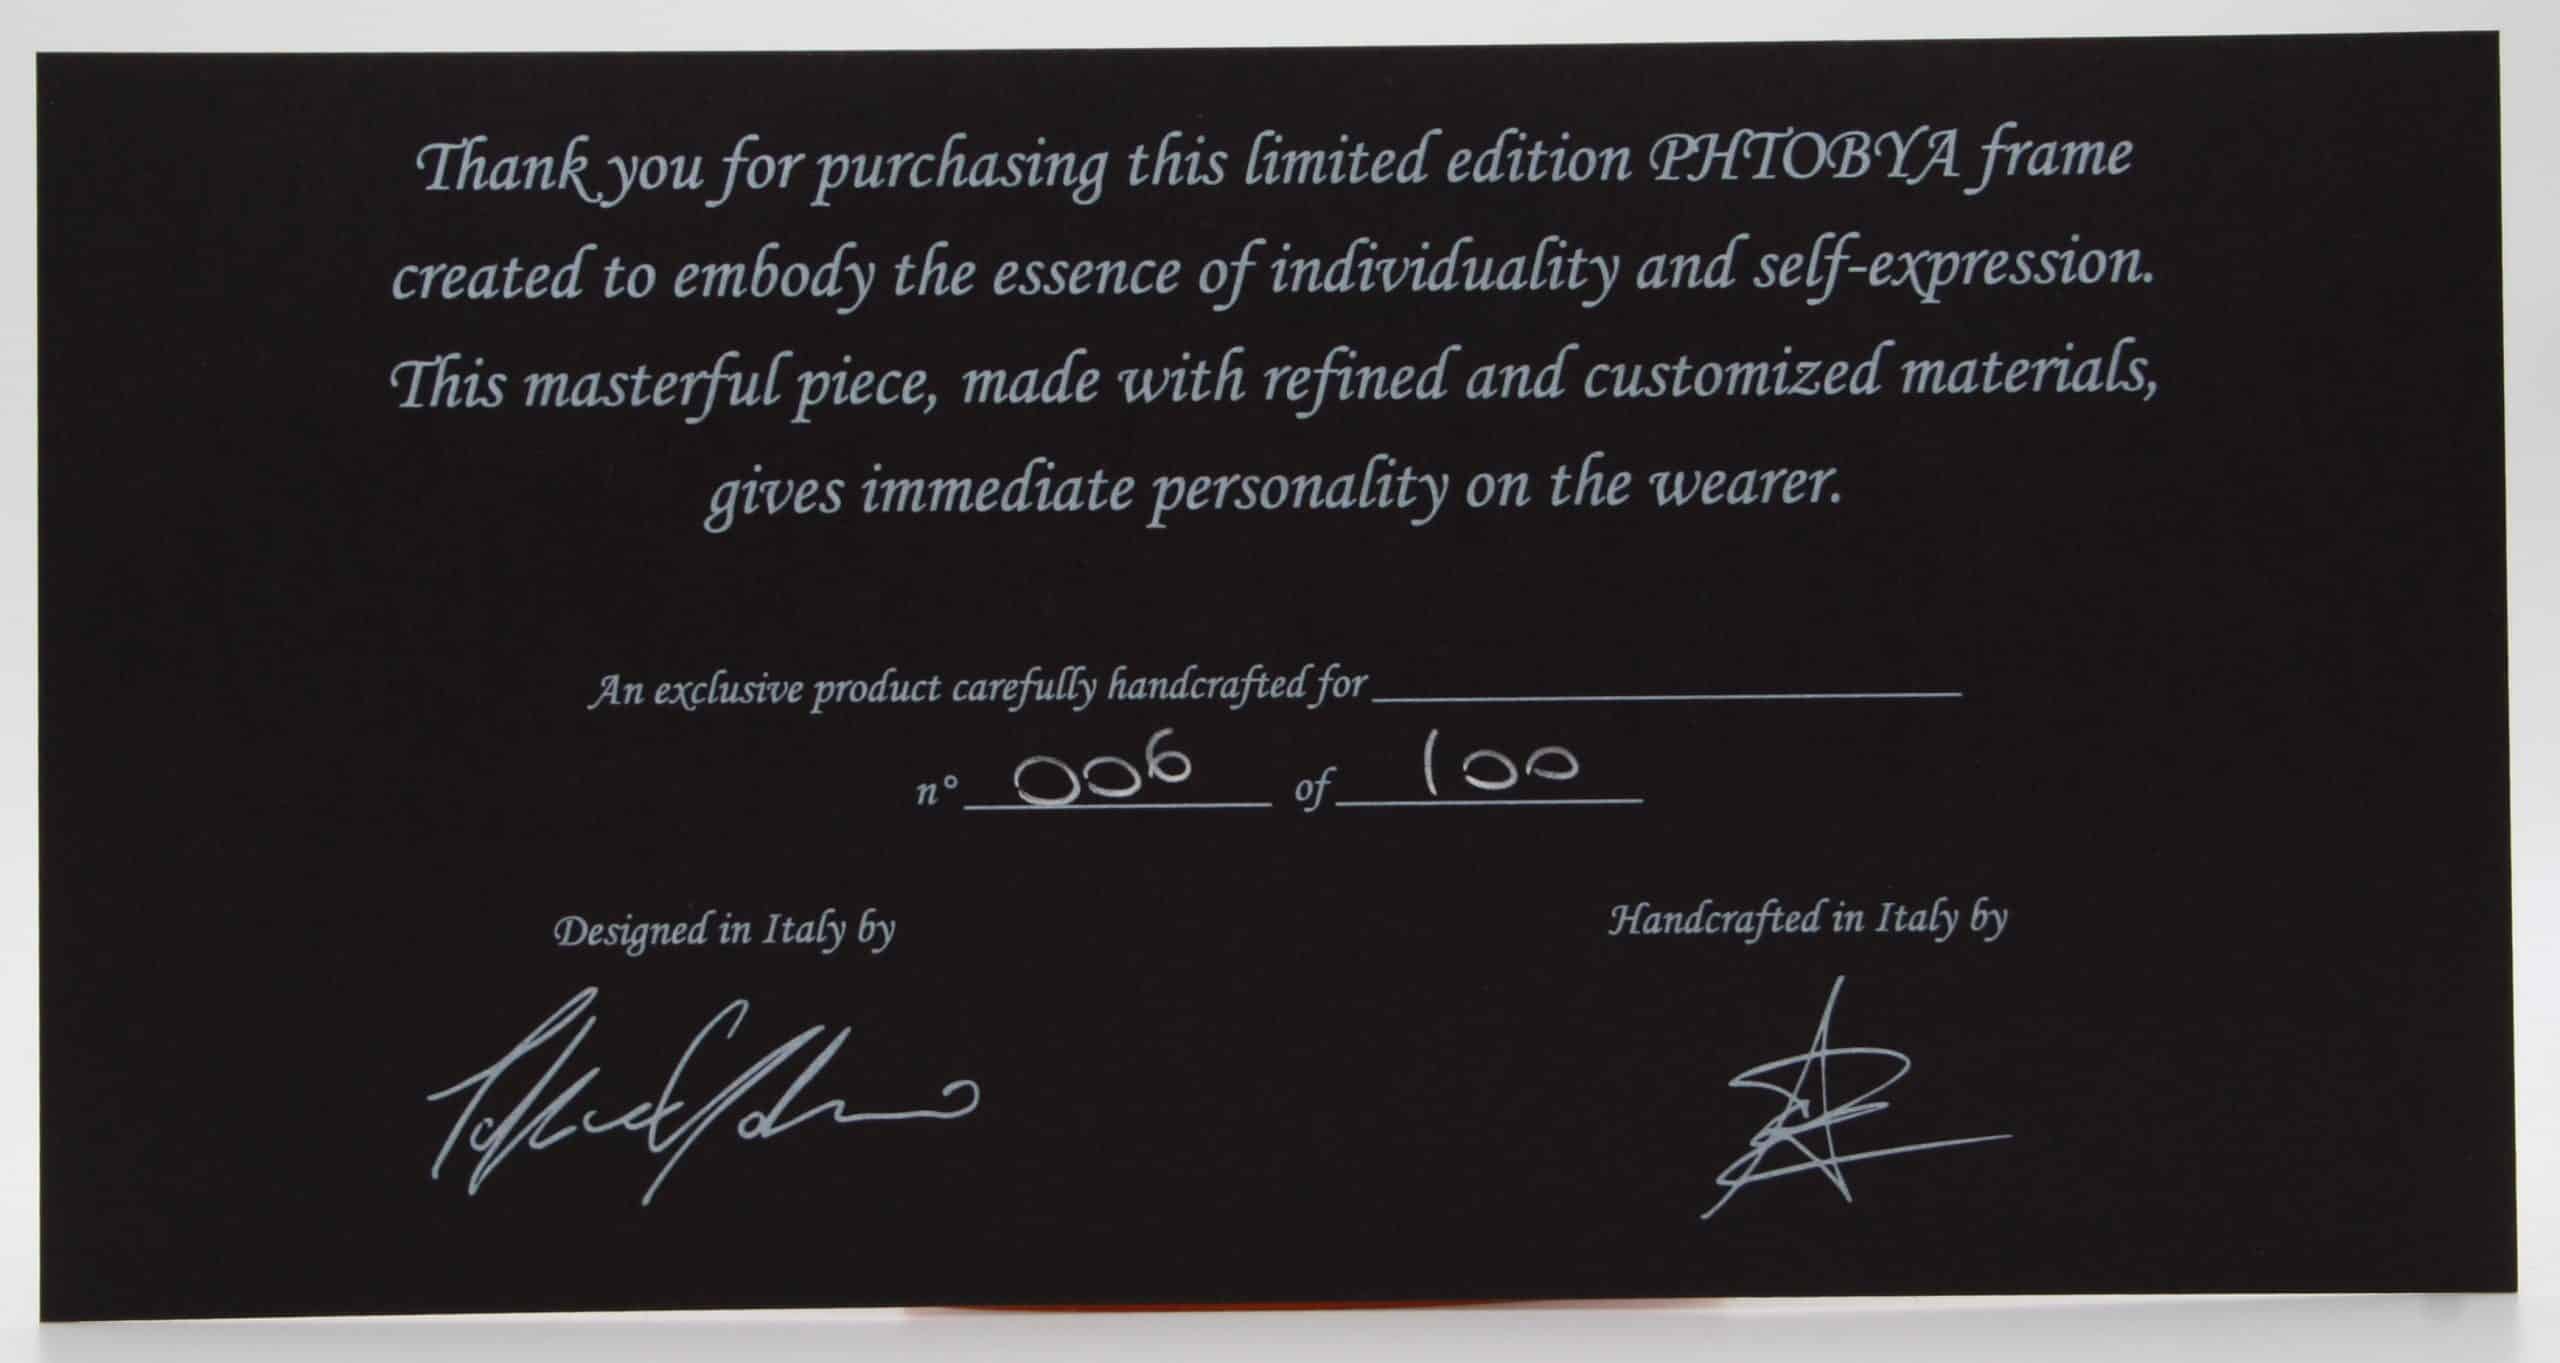 Thank you for purchasing this limited edition PHTOBYA frame
created to embody the essence of individuality and self-expression.
This masterful piece, made with refined and customized materials,
gives immediate personality on the wearer.
An exclusive product carefully handcrafted for
n° 006 of 100
Designed in Italy by
Handcrafted in Italy by